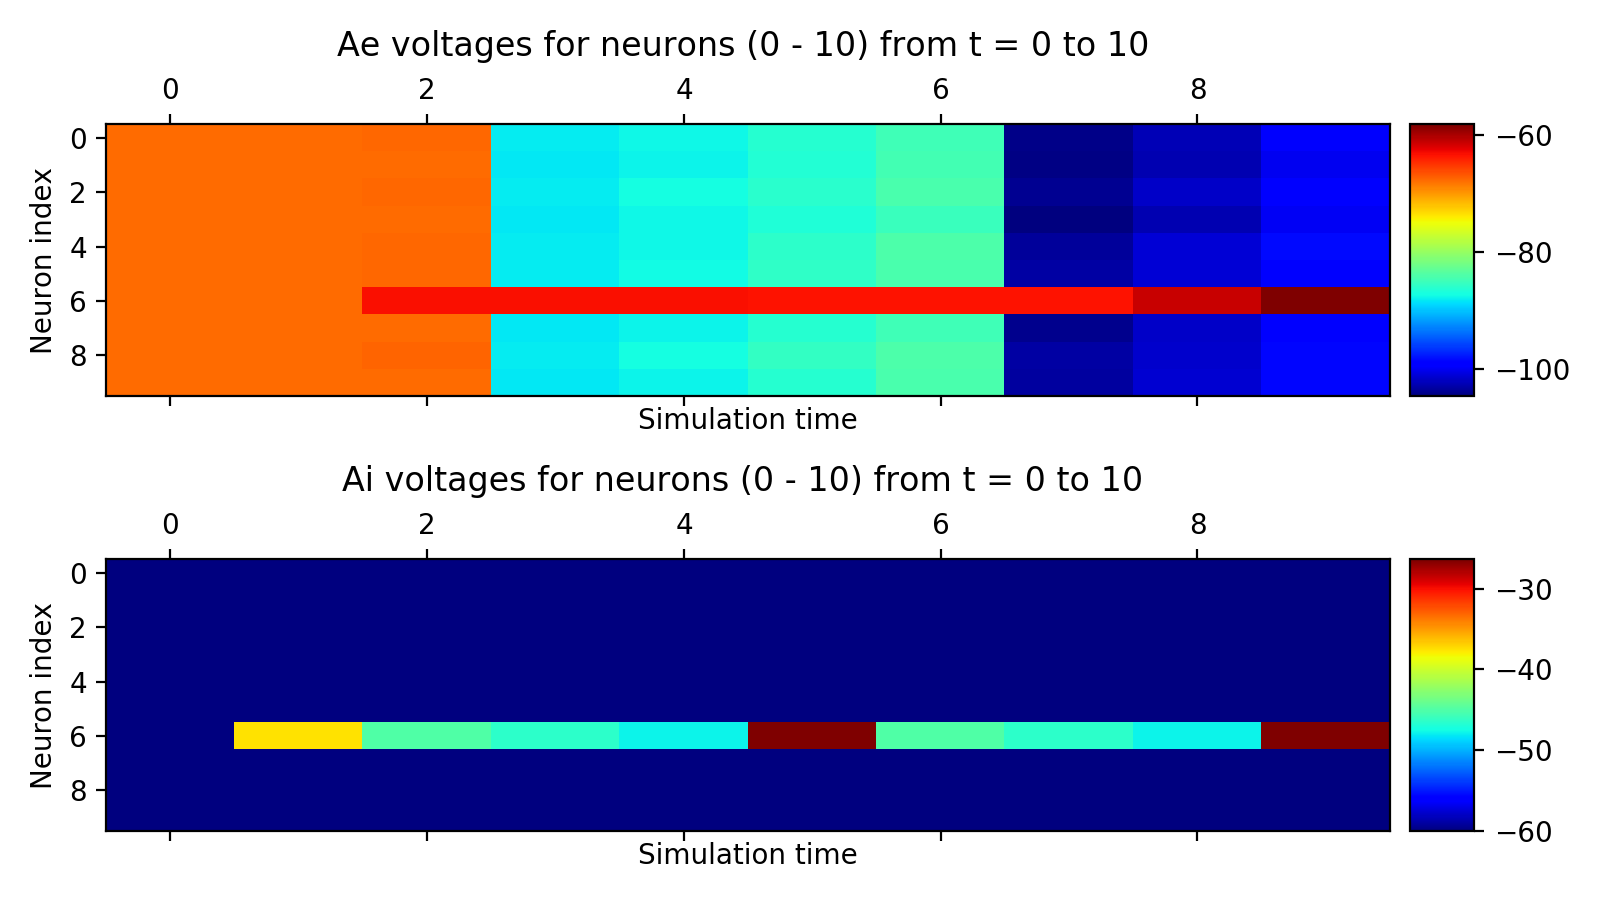 Ae voltages for neurons (0 - 10) from t = 0 to 10
0 2 4 6 8
Neuron index
0
2
4
6
8
−60
−80
−100
Simulation time
Ai voltages for neurons (0 - 10) from t = 0 to 10
0 2 4 6 8
Neuron index
0
2
4
6
8
−30
−40
−50
−60
Simulation time